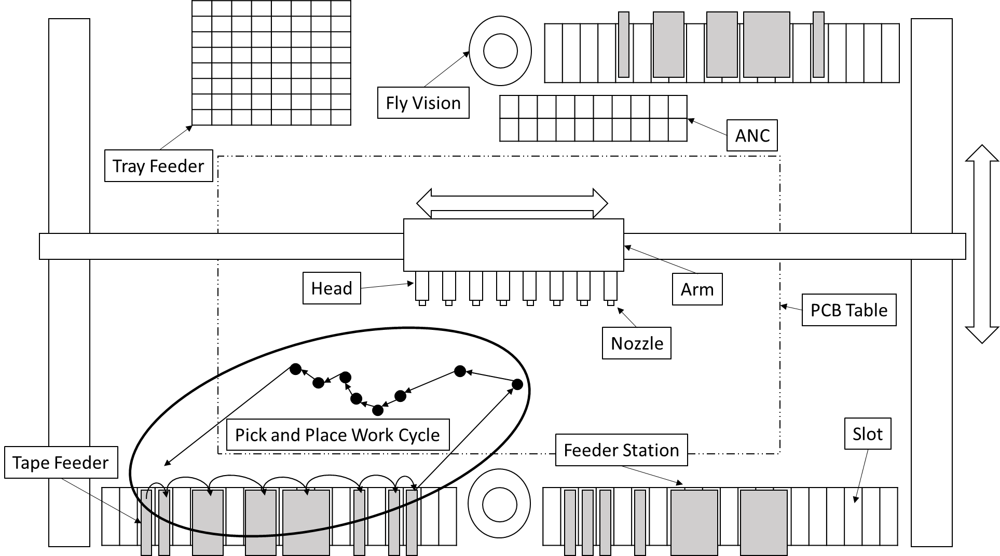 Fly Vision
ANC
Tray Feeder
Head
Arm
PCB Table
Nozzle
Pick and Place Work Cycle
Slot
Feeder Station
Tape Feeder